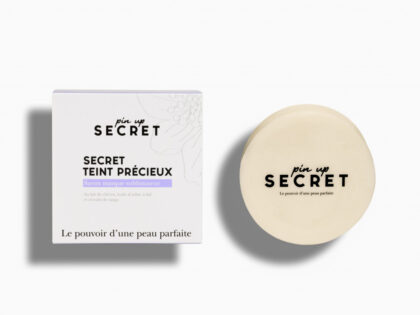 pin up
SECRET
SECRET
TEINT PRÉCIEUX
Le pouvoir d'une peau parfaite
pin up
SECRET
Le pouvoir d'une peau parfaite